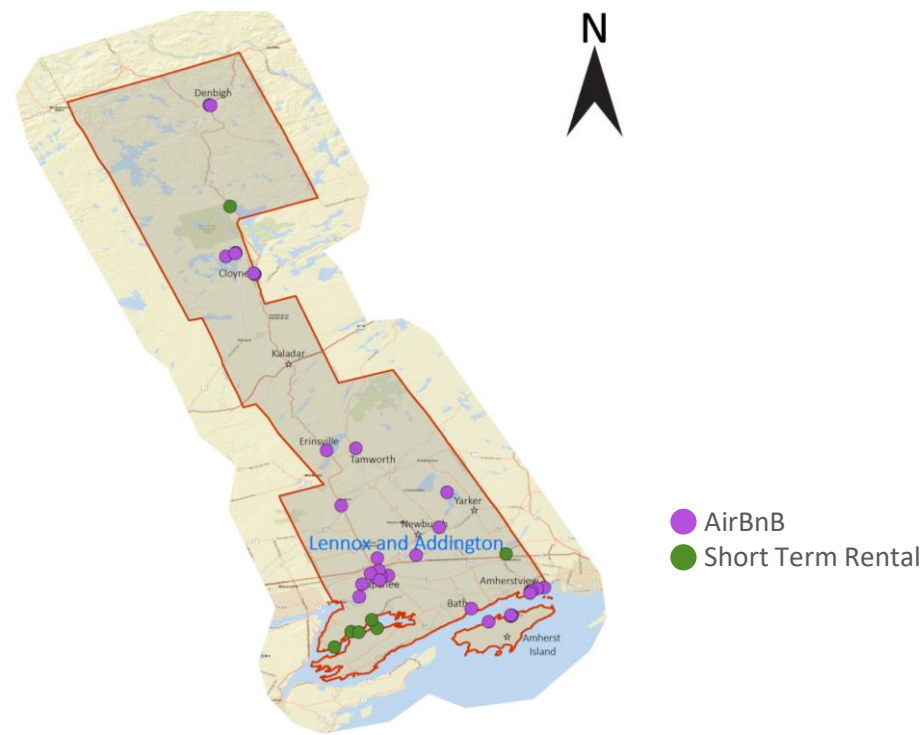 N
Denbigh
Cloyne
Kaladar
Erinsville
Tamworth
Yarker
Newburgh
Lennox and Addington
Amherstview
Bath
Amherst
Island
AirBnB
Short Term Rental